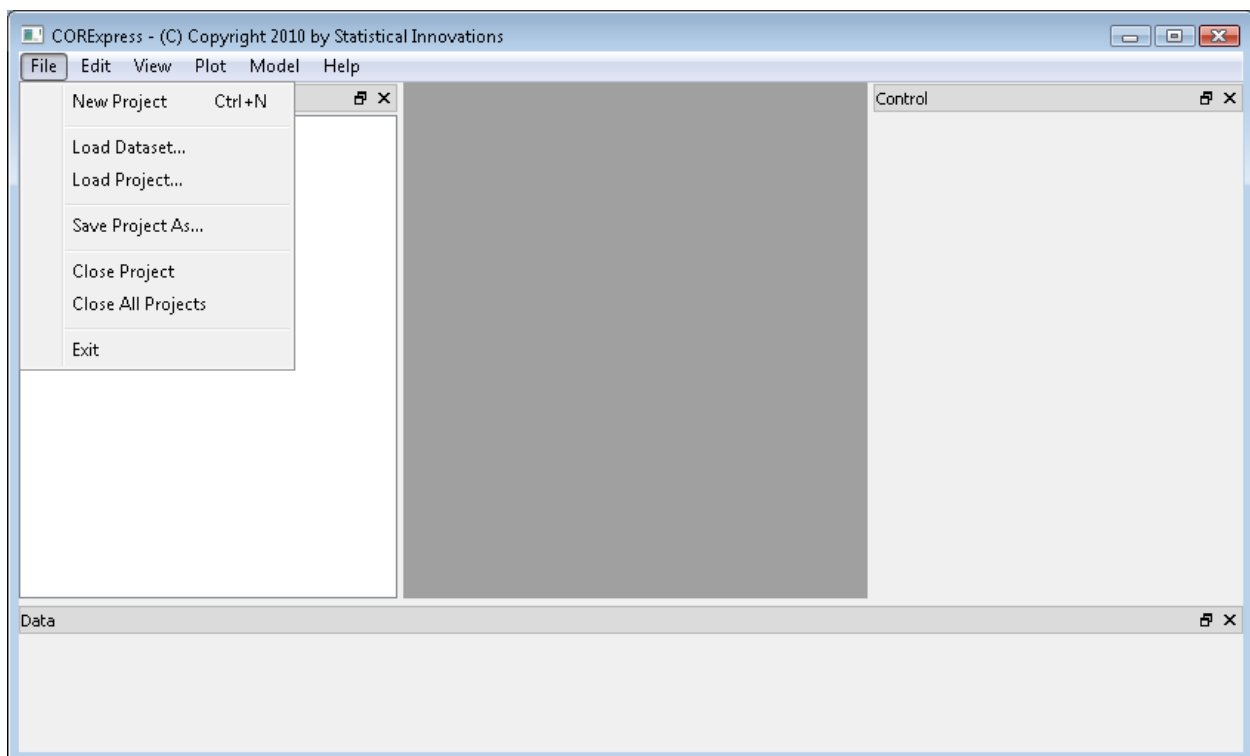 CORExpress - (C) Copyright 2010 by Statistical Innovations
File Edit View Plot Model Help
New Project Ctrl+N
Control
Load Dataset...
Load Project...
Save Project As...
Close Project
Close All Projects
Exit
Data